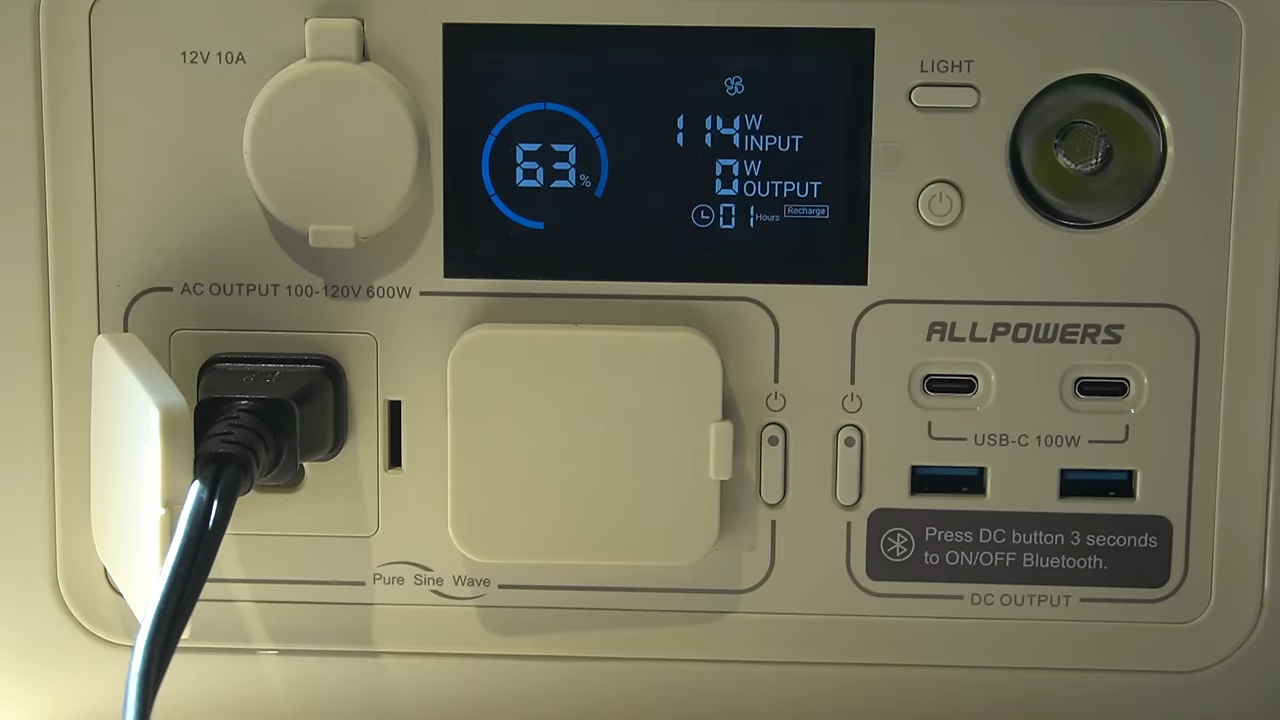 12V 10A
63%
114 W
INPUT
0 W
OUTPUT
01 Hours Recharge
LIGHT
AC OUTPUT 100-120V 600W
Pure Sine Wave
ALLPOWERS
USB-C 100W
Press DC button 3 seconds
to ON/OFF Bluetooth.
DC OUTPUT